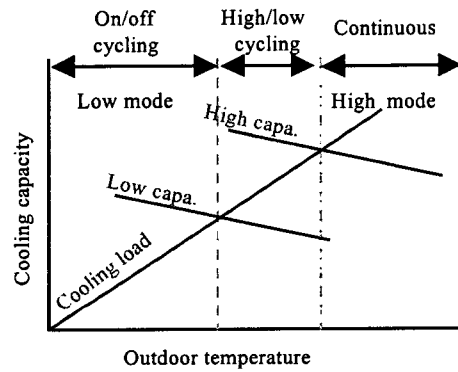 On/off
cycling
High/low
cycling
Continuous
Low mode
High mode
High capa.
Low capa.
Cooling load
Cooling capacity
Outdoor temperature